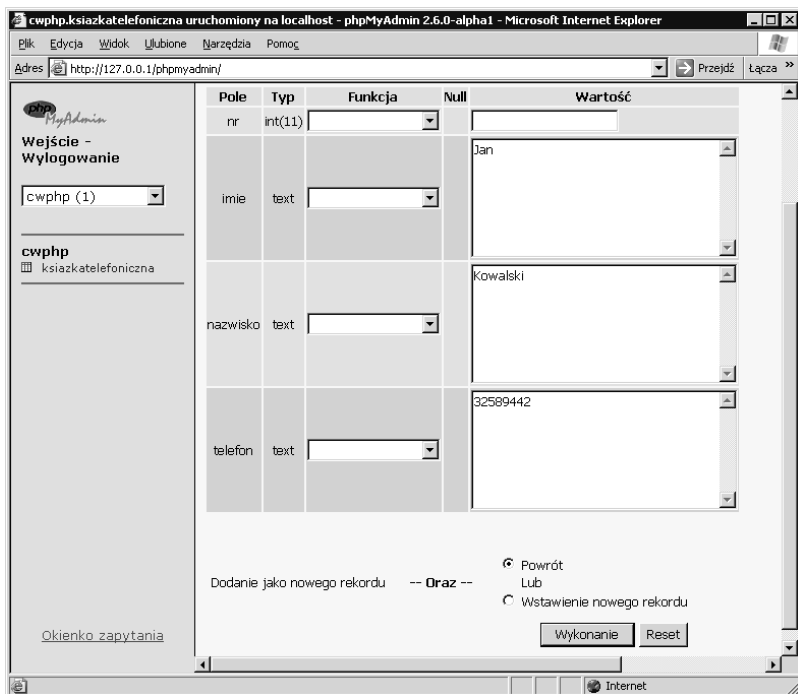 cwphp.ksiazkatelefoniczna uruchomiony na localhost - phpMyAdmin 2.6.0-alpha1 - Microsoft Internet Explorer
Plik Edycja Widok Ulubione Narzędzia Pomoc
Adres http://127.0.0.1/phpmyadmin/ Przejdź Łącza »
php
MyAdmin
Wejście -
Wylogowanie
cwphp (1)
cwphp
ksiazkatelefoniczna
Okienko zapytania
Pole Typ Funkcja Null Wartość
nr int(11)
imie text Jan
nazwisko text Kowalski
telefon text 32589442
Dodanie jako nowego rekordu -- Oraz --
Powrót
Lub
Wstawienie nowego rekordu
Wykonanie Reset
Internet